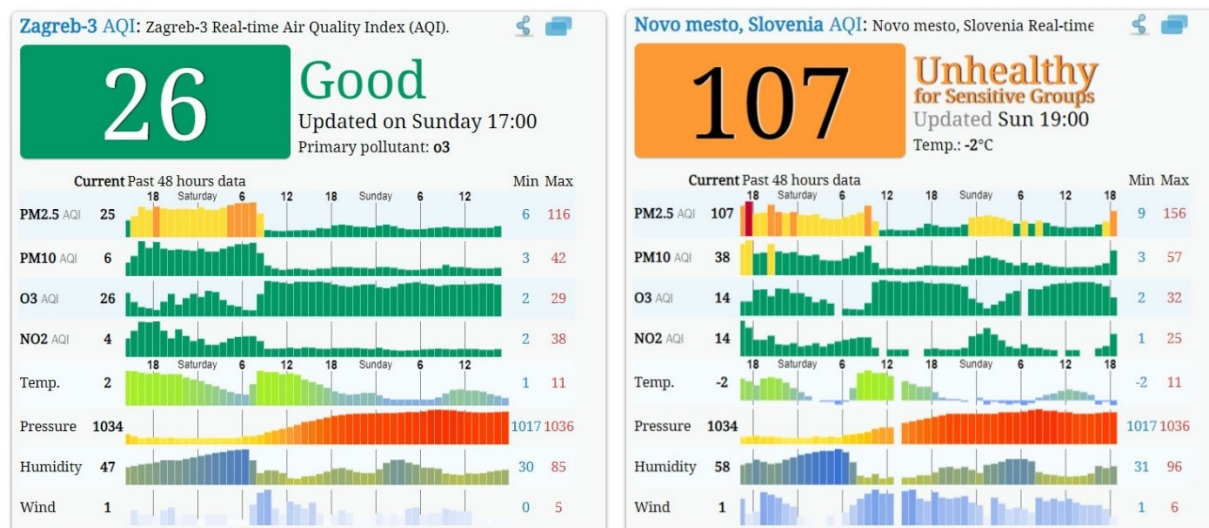 Zagreb-3 AQI: Zagreb-3 Real-time Air Quality Index (AQI).
26
Good
Updated on Sunday 17:00
Primary pollutant: o3
Current Past 48 hours data Min Max
18 Saturday 6 12 18 Sunday 6 12
PM2.5 AQI 25 6 116
PM10 AQI 6 3 42
O3 AQI 26 2 29
NO2 AQI 4 2 38
18 Saturday 6 12 18 Sunday 6 12
Temp. 2 1 11
Pressure 1034 1017 1036
Humidity 47 30 85
Wind 1 0 5
Novo mesto, Slovenia AQI: Novo mesto, Slovenia Real-time
107
Unhealthy
for Sensitive Groups
Updated Sun 19:00
Temp.: -2°C
Current Past 48 hours data Min Max
18 Saturday 6 12 18 Sunday 6 12 18
PM2.5 AQI 107 9 156
PM10 AQI 38 3 57
O3 AQI 14 2 32
NO2 AQI 14 1 25
18 Saturday 6 12 18 Sunday 6 12 18
Temp. -2 -2 11
Pressure 1034 1017 1036
Humidity 58 31 96
Wind 1 1 6